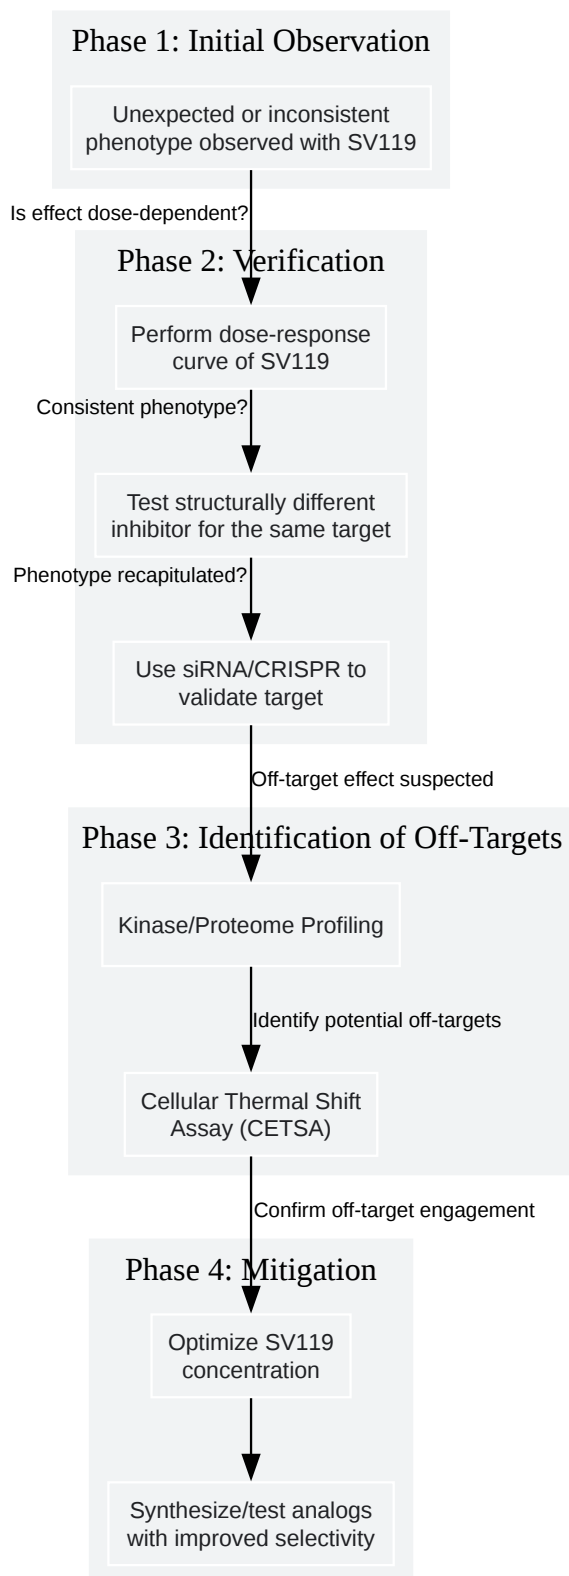 Phase 1: Initial Observation
Unexpected or inconsistent
phenotype observed with SV119
Is effect dose-dependent?
Phase 2: Verification
Perform dose-response
curve of SV119
Consistent phenotype?
Test structurally different
inhibitor for the same target
Phenotype recapitulated?
Use siRNA/CRISPR to
validate target
Off-target effect suspected
Phase 3: Identification of Off-Targets
Kinase/Proteome Profiling
Identify potential off-targets
Cellular Thermal Shift
Assay (CETSA)
Confirm off-target engagement
Phase 4: Mitigation
Optimize SV119
concentration
Synthesize/test analogs
with improved selectivity